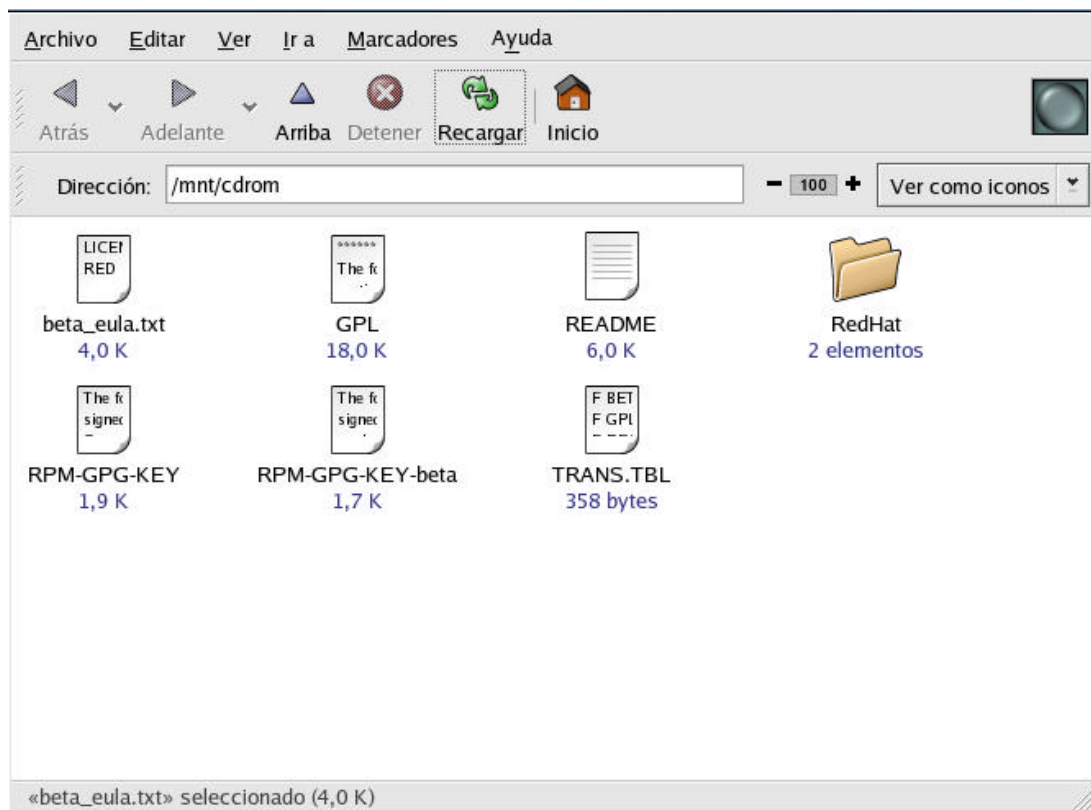 Archivo Editar Ver Ir a Marcadores Ayuda
Atrás Adelante Arriba Detener Recargar Inicio
Dirección: /mnt/cdrom 100 Ver como iconos
LICEN
RED
The fo
beta_eula.txt GPL README RedHat
4,0 K 18,0 K 6,0 K 2 elementos
The fo
signed
The fo
signed
F BET
F GPL
RPM-GPG-KEY RPM-GPG-KEY-beta TRANS.TBL
1,9 K 1,7 K 358 bytes
«beta_eula.txt» seleccionado (4,0 K)